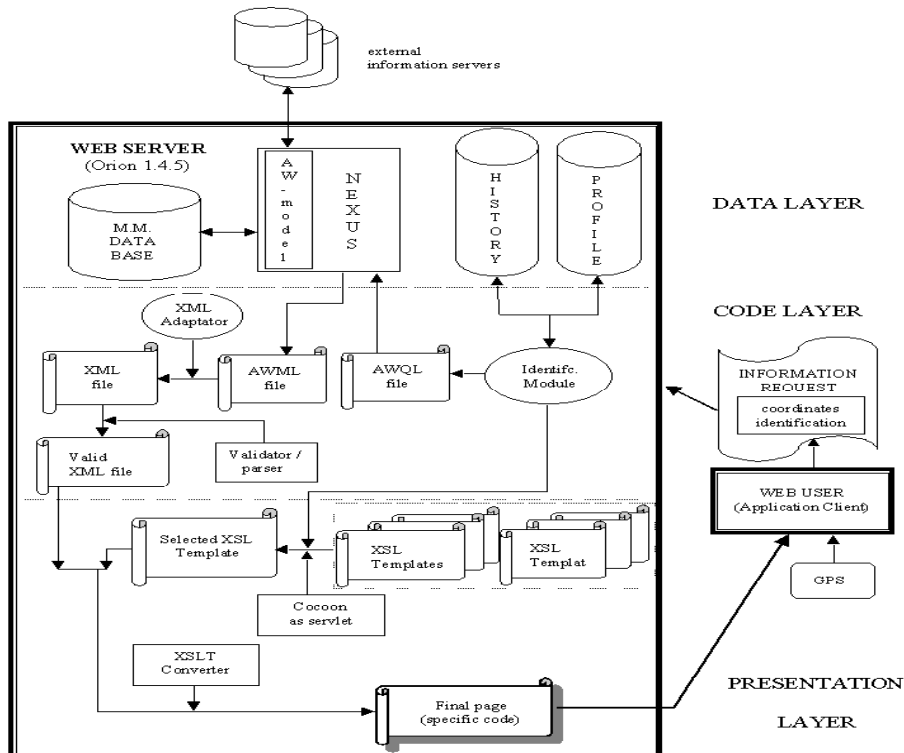 external
information servers
WEB SERVER
(Orion 1.4.5)
AW-model
NEXUS
HISTORY
PROFILE
M.M.
DATA
BASE
DATA LAYER
XML
Adaptator
CODE LAYER
XML
file
AWML
file
AWQL
file
Identifc.
Module
INFORMATION
REQUEST
coordinates
identification
Valid
XML file
Validator /
parser
WEB USER
(Application Client)
Selected XSL
Template
XSL
Templates
XSL
Templat
GPS
Cocoon
as servlet
XSLT
Converter
Final page
(specific code)
PRESENTATION
LAYER